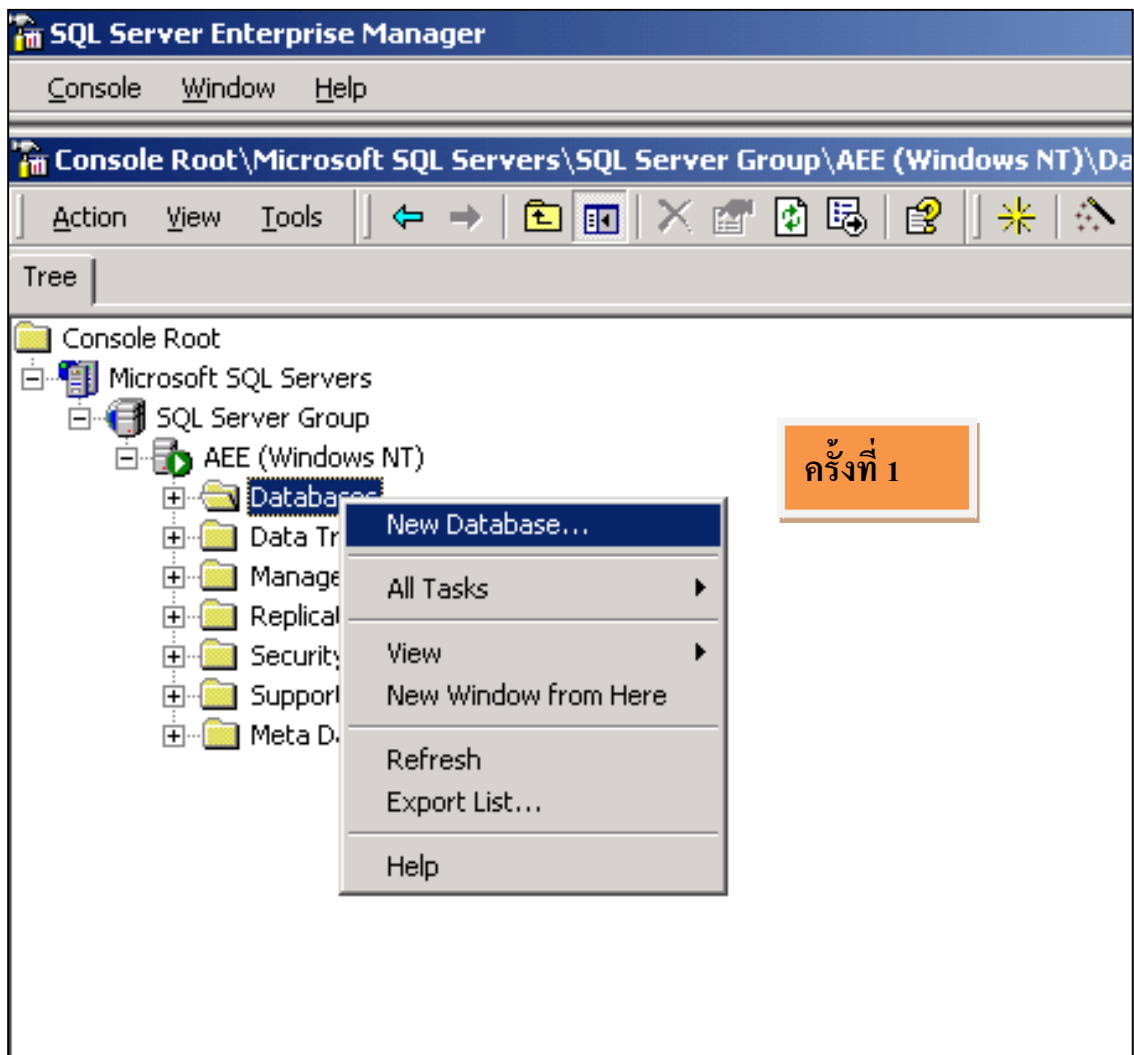 SQL Server Enterprise Manager
Console Window Help
Console Root\Microsoft SQL Servers\SQL Server Group\AEE (Windows NT)\Da
Action View Tools
Tree
Console Root
Microsoft SQL Servers
SQL Server Group
AEE (Windows NT)
Databases
Data Tr
Manage
Replicat
Security
Support
Meta Da
New Database...
All Tasks
View
New Window from Here
Refresh
Export List...
Help
ครั้งที่ 1